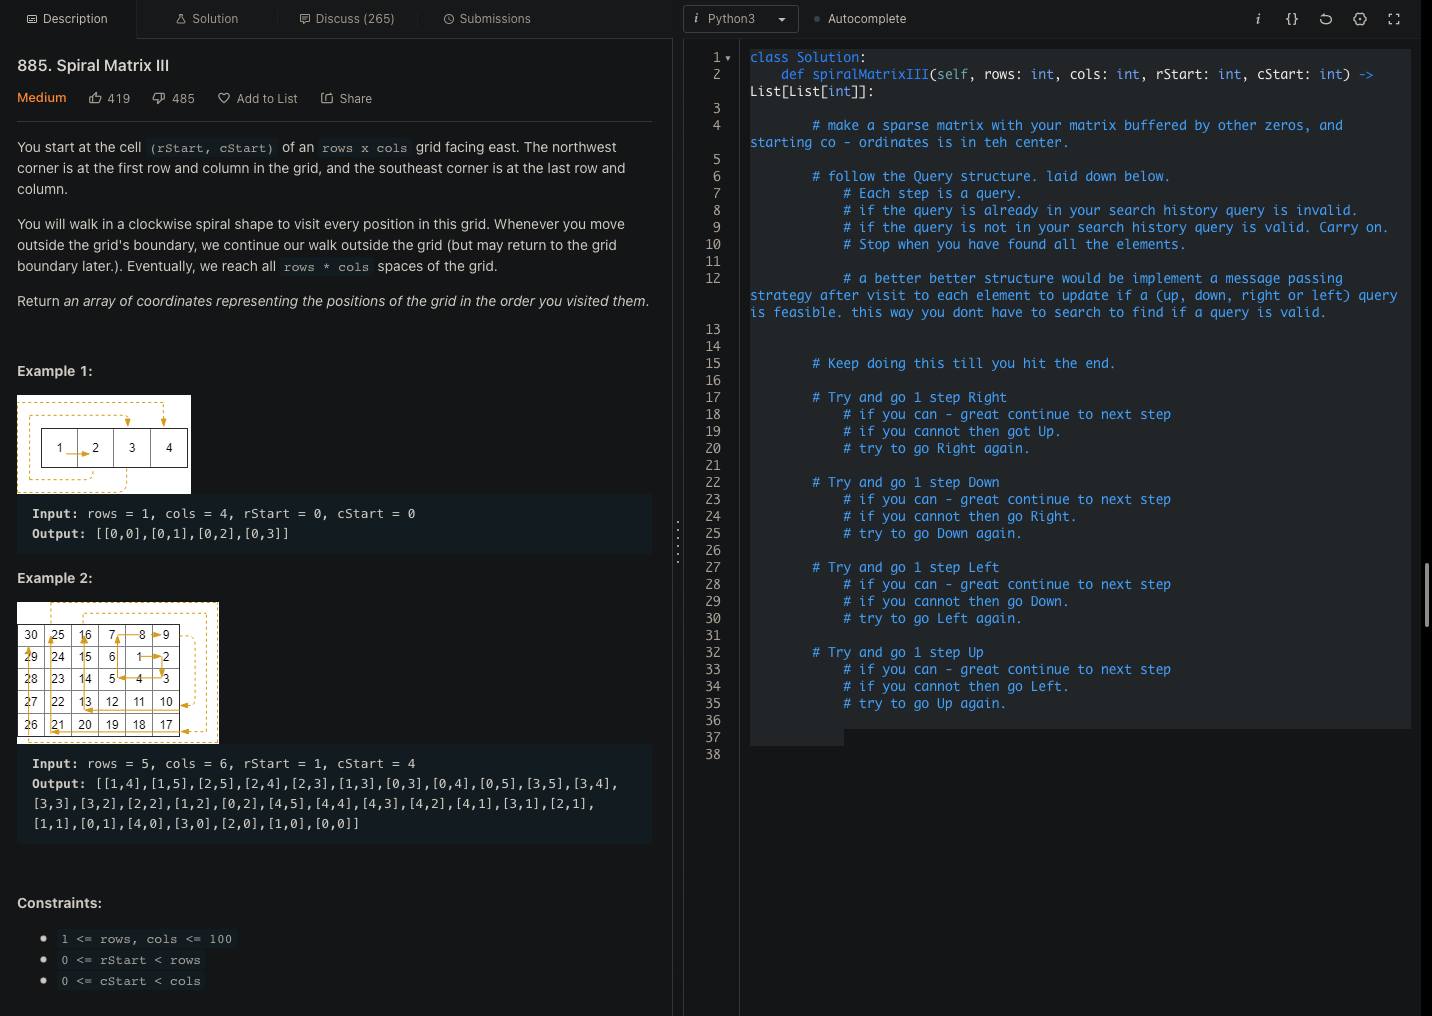 Description
Solution
Discuss (265)
Submissions
i Python3
Autocomplete
i {}
885. Spiral Matrix III
Medium 419 485 Add to List Share
You start at the cell (rStart, cStart) of an rows x cols grid facing east. The northwest
corner is at the first row and column in the grid, and the southeast corner is at the last row and
column.
You will walk in a clockwise spiral shape to visit every position in this grid. Whenever you move
outside the grid's boundary, we continue our walk outside the grid (but may return to the grid
boundary later.). Eventually, we reach all rows * cols spaces of the grid.
Return an array of coordinates representing the positions of the grid in the order you visited them.
Example 1:
1 2 3 4
Input: rows = 1, cols = 4, rStart = 0, cStart = 0
Output: [[0,0],[0,1],[0,2],[0,3]]
Example 2:
30 25 16 7 8 9
29 24 15 6 1 2
28 23 14 5 4 3
27 22 13 12 11 10
26 21 20 19 18 17
Input: rows = 5, cols = 6, rStart = 1, cStart = 4
Output: [[1,4],[1,5],[2,5],[2,4],[2,3],[1,3],[0,3],[0,4],[0,5],[3,5],[3,4],
[3,3],[3,2],[2,2],[1,2],[0,2],[4,5],[4,4],[4,3],[4,2],[4,1],[3,1],[2,1],
[1,1],[0,1],[4,0],[3,0],[2,0],[1,0],[0,0]]
Constraints:
1 <= rows, cols <= 100
0 <= rStart < rows
0 <= cStart < cols
1 class Solution:
2 def spiralMatrixIII(self, rows: int, cols: int, rStart: int, cStart: int) ->
List[List[int]]:
3
4 # make a sparse matrix with your matrix buffered by other zeros, and
starting co - ordinates is in teh center.
5
6 # follow the Query structure. laid down below.
7 # Each step is a query.
8 # if the query is already in your search history query is invalid.
9 # if the query is not in your search history query is valid. Carry on.
10 # Stop when you have found all the elements.
11
12 # a better better structure would be implement a message passing
strategy after visit to each element to update if a (up, down, right or left) query
is feasible. this way you dont have to search to find if a query is valid.
13
14
15 # Keep doing this till you hit the end.
16
17 # Try and go 1 step Right
18 # if you can - great continue to next step
19 # if you cannot then got Up.
20 # try to go Right again.
21
22 # Try and go 1 step Down
23 # if you can - great continue to next step
24 # if you cannot then go Right.
25 # try to go Down again.
26
27 # Try and go 1 step Left
28 # if you can - great continue to next step
29 # if you cannot then go Down.
30 # try to go Left again.
31
32 # Try and go 1 step Up
33 # if you can - great continue to next step
34 # if you cannot then go Left.
35 # try to go Up again.
36
37
38